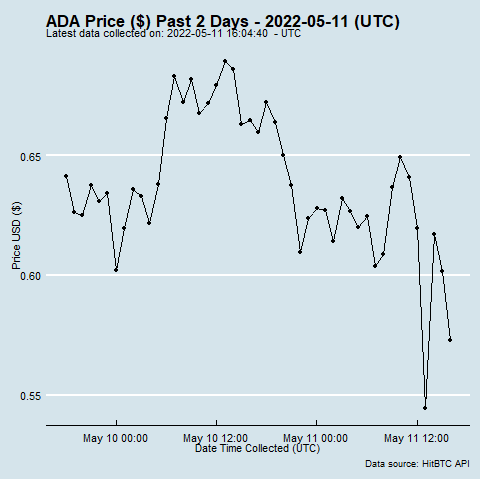 ADA Price ($) Past 2 Days - 2022-05-11 (UTC)
Latest data collected on: 2022-05-11 16:04:40 - UTC
Price USD ($)
0.65
0.60
0.55
May 10 00:00
May 10 12:00
May 11 00:00
May 11 12:00
Date Time Collected (UTC)
Data source: HitBTC API